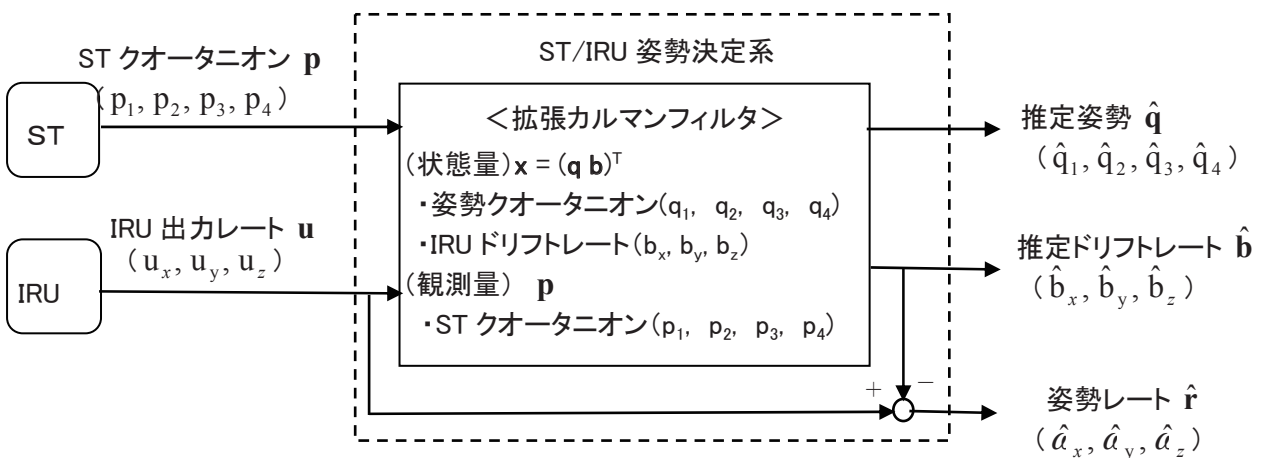 ST クオータニオン p
(p₁, p₂, p₃, p₄)
ST
IRU 出力レート u
(uₓ, u_y, u_z)
IRU
ST/IRU 姿勢決定系
<拡張カルマンフィルタ>
(状態量) x = (q b)ᵀ
・姿勢クオータニオン(q₁, q₂, q₃, q₄)
・IRU ドリフトレート(bₓ, b_y, b_z)
(観測量) p
・ST クオータニオン(p₁, p₂, p₃, p₄)
+ −
推定姿勢 q̂
(q̂₁, q̂₂, q̂₃, q̂₄)
推定ドリフトレート b̂
(b̂ₓ, b̂_y, b̂_z)
姿勢レート r̂
(âₓ, â_y, â_z)